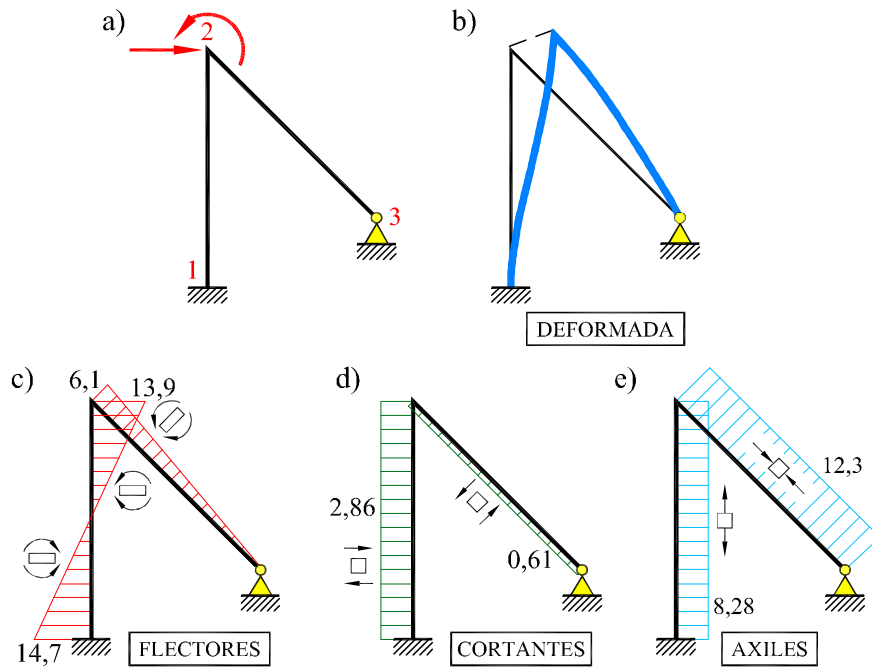 a)
2
1
3
b)
DEFORMADA
c)
6,1
13,9
14,7
FLECTORES
d)
2,86
0,61
CORTANTES
e)
12,3
8,28
AXILES